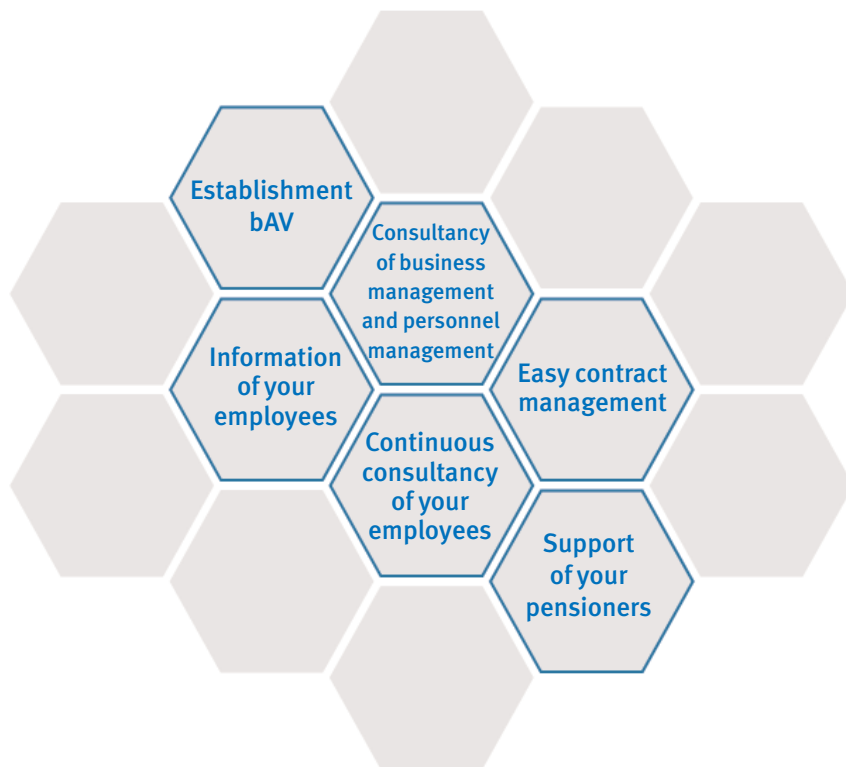 Establishment
bAV
Consultancy
of business
management
and personnel
management
Information
of your
employees
Easy contract
management
Continuous
consultancy
of your
employees
Support
of your
pensioners